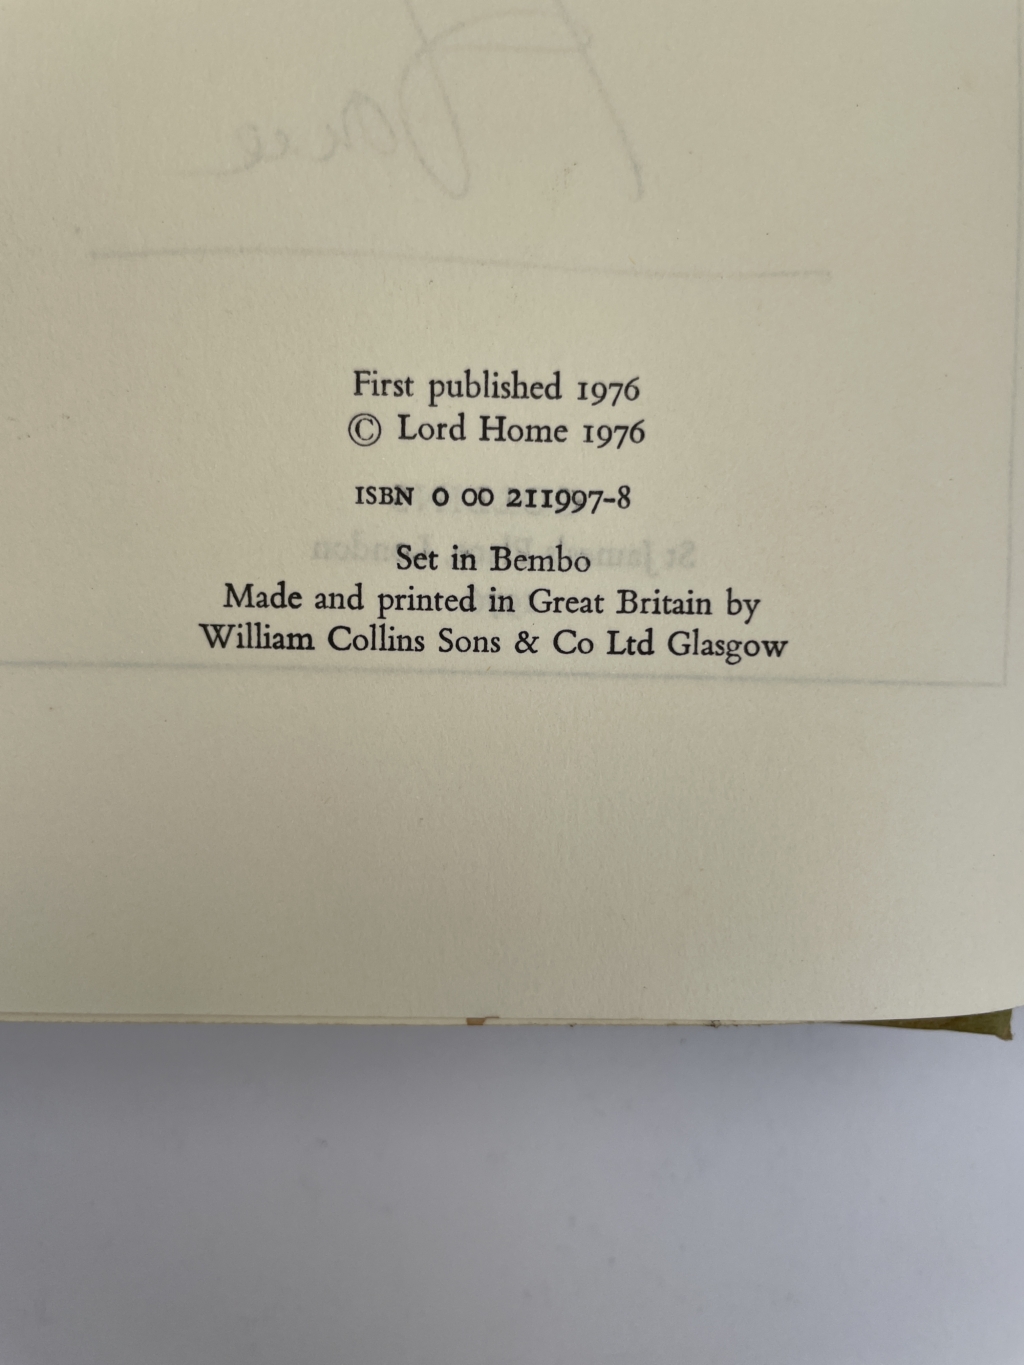 First published 1976
© Lord Home 1976
ISBN 0 00 211997-8
Set in Bembo
Made and printed in Great Britain by
William Collins Sons & Co Ltd Glasgow